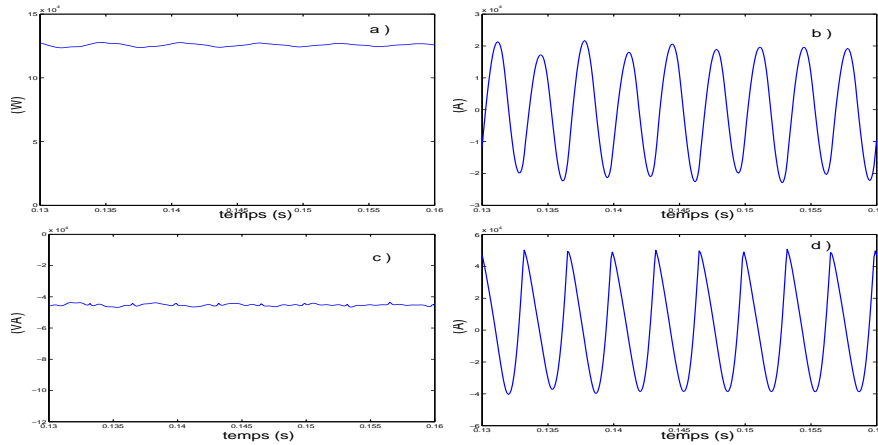 x 10⁴
15
a )
10
(W)
5
0
0.13 0.135 0.14 0.145 0.15 0.155 0.16
temps (s)
x 10⁴
3
b )
2
1
(A)
0
−1
−2
−3
0.13 0.135 0.14 0.145 0.15 0.155
temps (s)
x 10⁴
0
c )
−2
−4
(VA)
−6
−8
−10
−12
0.13 0.135 0.14 0.145 0.15 0.155 0.16
temps (s)
x 10⁴
6
d )
4
2
(A)
0
−2
−4
−6
0.13 0.135 0.14 0.145 0.15 0.155
temps (s)